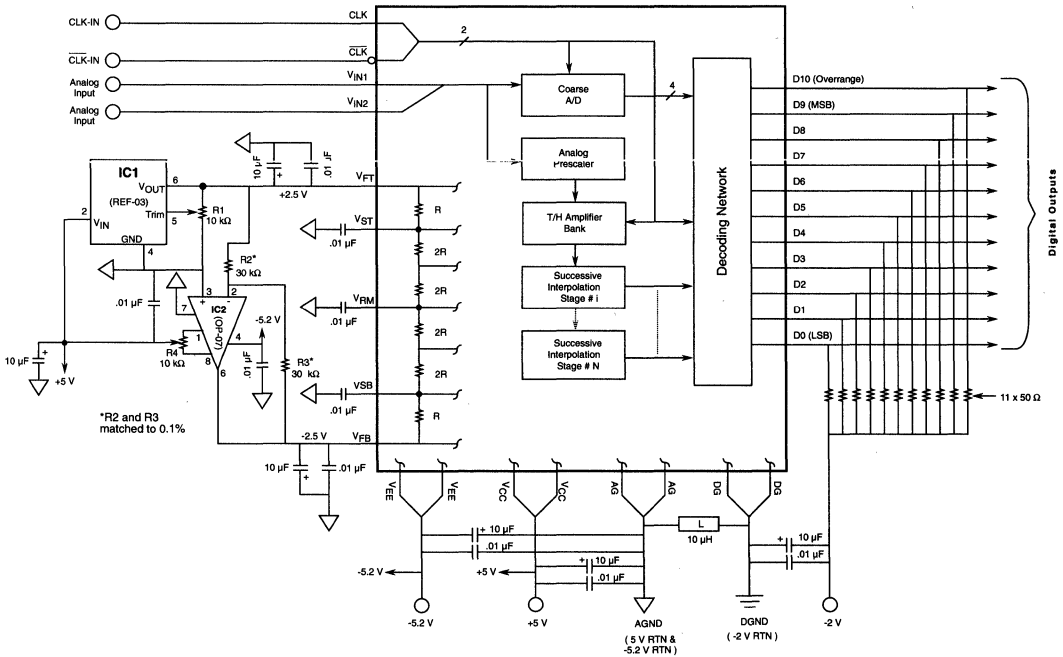 CLK-IN
CLK
2
CLK-IN
CLK
Analog
Input
VIN1
Analog
Input
VIN2
Coarse
A/D
4
Analog
Prescaler
T/H Amplifier
Bank
Successive
Interpolation
Stage # i
Successive
Interpolation
Stage # N
Decoding Network
D10 (Overrange)
D9 (MSB)
D8
D7
D6
D5
D4
D3
D2
D1
D0 (LSB)
Digital Outputs
11 x 50 Ω
IC1
(REF-03)
VOUT
6
Trim
5
2
VIN
GND
4
R1
10 kΩ
10 µF
+
.01 µF
+2.5 V
VFT
R2*
30 kΩ
VST
.01 µF
VRM
.01 µF
VSB
.01 µF
VFB
R
2R
2R
2R
2R
R
.01 µF
3
2
+
-
7
IC2
(OP-07)
1
4
8
6
-5.2 V
.01 µF
R4
10 kΩ
R3*
30 kΩ
10 µF
+
+5 V
*R2 and R3
matched to 0.1%
-2.5 V
10 µF
+
.01 µF
VEE
VEE
VCC
VCC
AG
AG
DG
DG
+
10 µF
.01 µF
L
10 µH
+
10 µF
.01 µF
+
10 µF
.01 µF
-5.2 V
+5 V
-5.2 V
+5 V
AGND
( 5 V RTN &
-5.2 V RTN )
DGND
( -2 V RTN )
-2 V